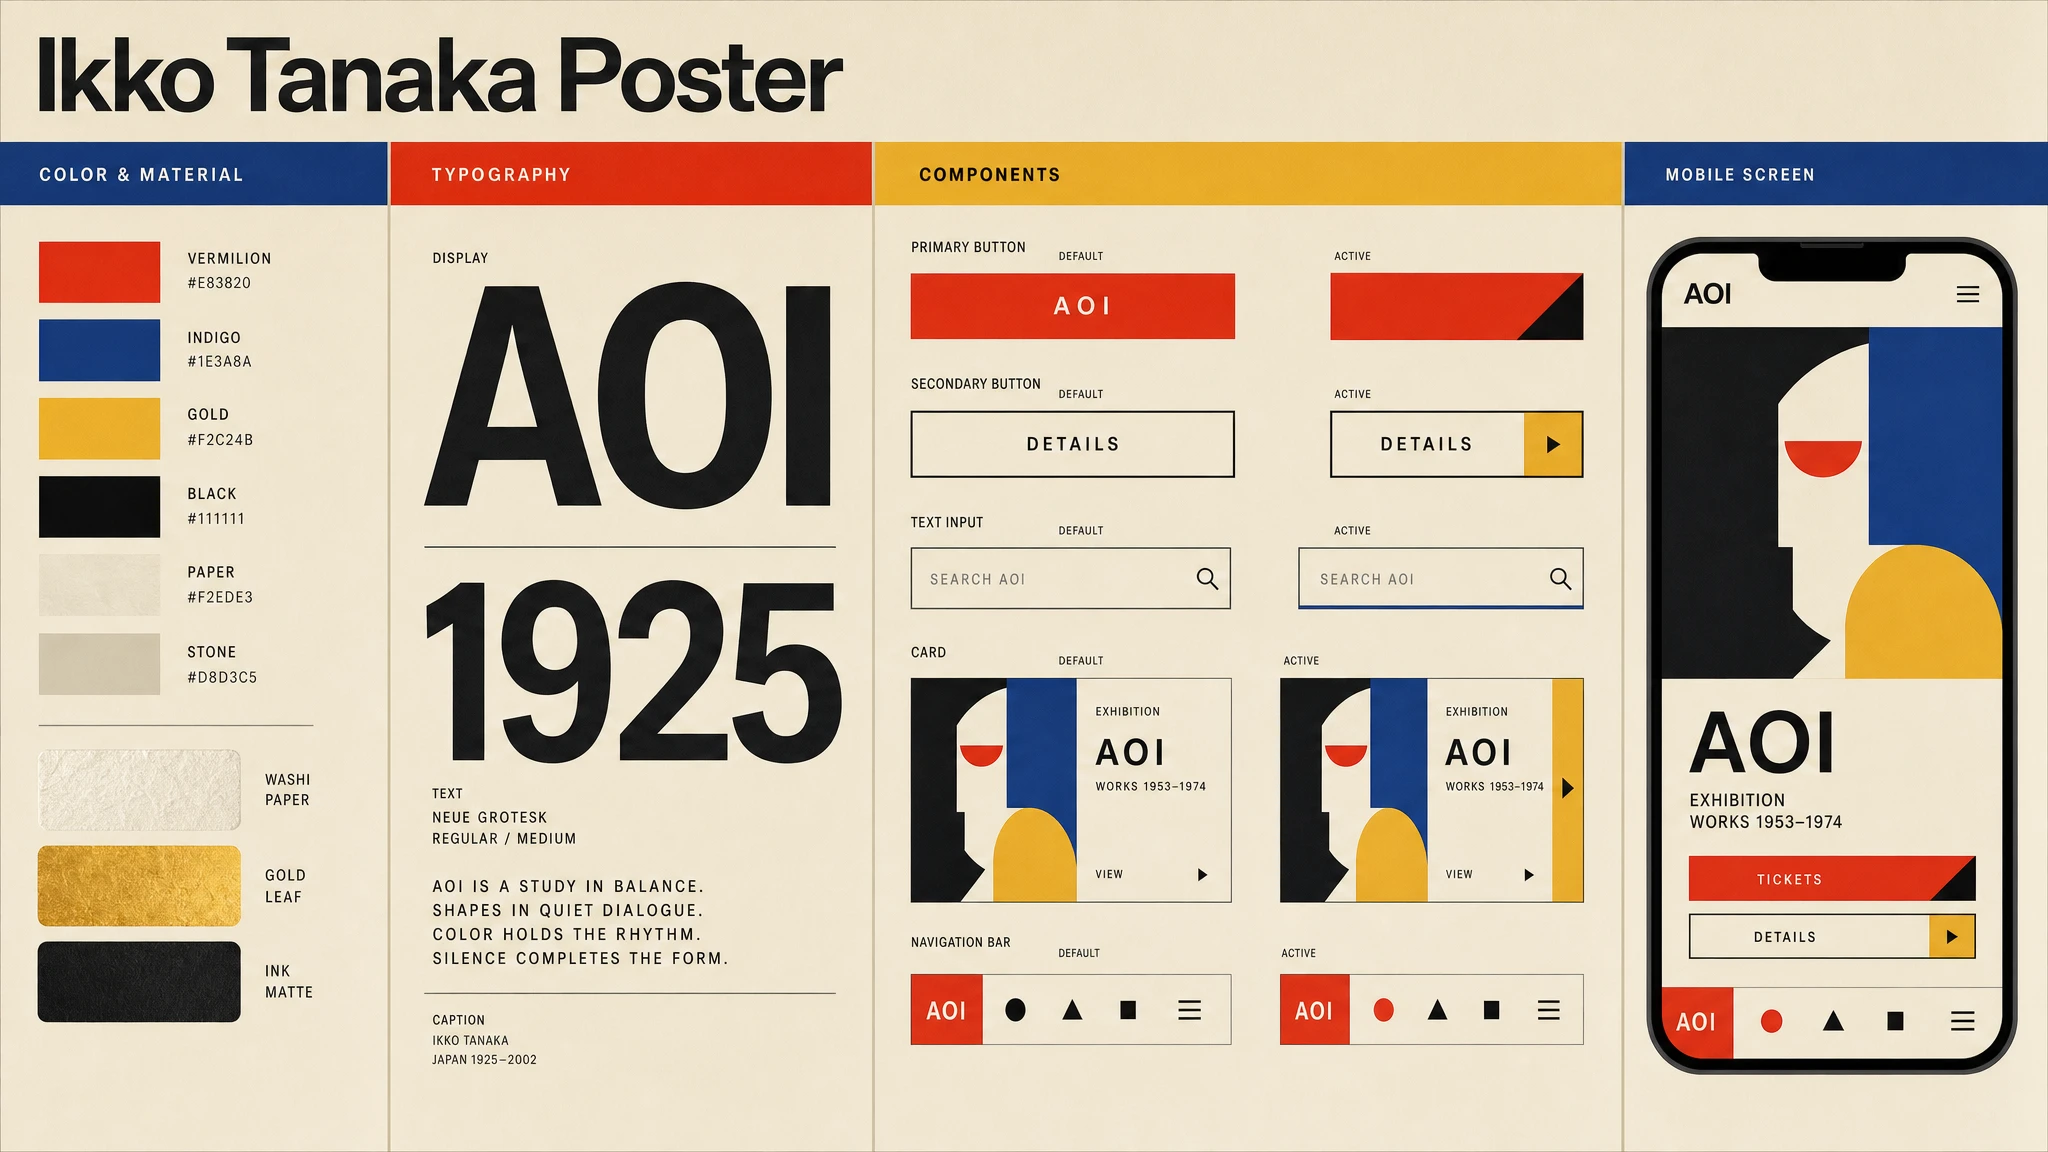 Ikko Tanaka Poster
COLOR & MATERIAL
VERMILION
#E83820
INDIGO
#1E3A8A
GOLD
#F2C24B
BLACK
#111111
PAPER
#F2EDE3
STONE
#D8D3C5
WASHI
PAPER
GOLD
LEAF
INK
MATTE
TYPOGRAPHY
DISPLAY
AOI
1925
TEXT
NEUE GROTESK
REGULAR / MEDIUM
AOI IS A STUDY IN BALANCE.
SHAPES IN QUIET DIALOGUE.
COLOR HOLDS THE RHYTHM.
SILENCE COMPLETES THE FORM.
CAPTION
IKKO TANAKA
JAPAN 1925–2002
COMPONENTS
PRIMARY BUTTON
DEFAULT
ACTIVE
AOI
SECONDARY BUTTON
DEFAULT
ACTIVE
DETAILS
DETAILS
TEXT INPUT
DEFAULT
ACTIVE
SEARCH AOI
SEARCH AOI
CARD
DEFAULT
ACTIVE
EXHIBITION
AOI
WORKS 1953–1974
VIEW
EXHIBITION
AOI
WORKS 1953–1974
VIEW
NAVIGATION BAR
DEFAULT
ACTIVE
AOI
AOI
MOBILE SCREEN
AOI
AOI
EXHIBITION
WORKS 1953–1974
TICKETS
DETAILS
AOI